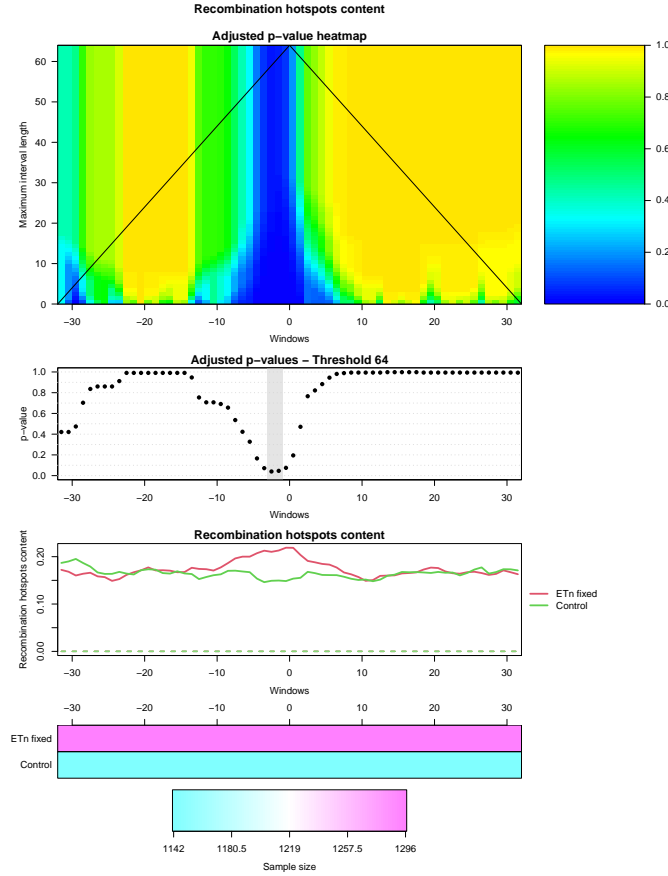 Recombination hotspots content
Adjusted p−value heatmap
Maximum interval length
60
50
40
30
20
10
0
−30 −20 −10 0 10 20 30
Windows
1.0
0.8
0.6
0.4
0.2
0.0
Adjusted p−values − Threshold 64
p−value
1.0
0.8
0.6
0.4
0.2
0.0
−30 −20 −10 0 10 20 30
Windows
Recombination hotspots content
Recombination hotspots content
0.20
0.10
0.00
−30 −20 −10 0 10 20 30
Windows
ETn fixed
Control
−30 −20 −10 0 10 20 30
ETn fixed
Control
1142 1180.5 1219 1257.5 1296
Sample size